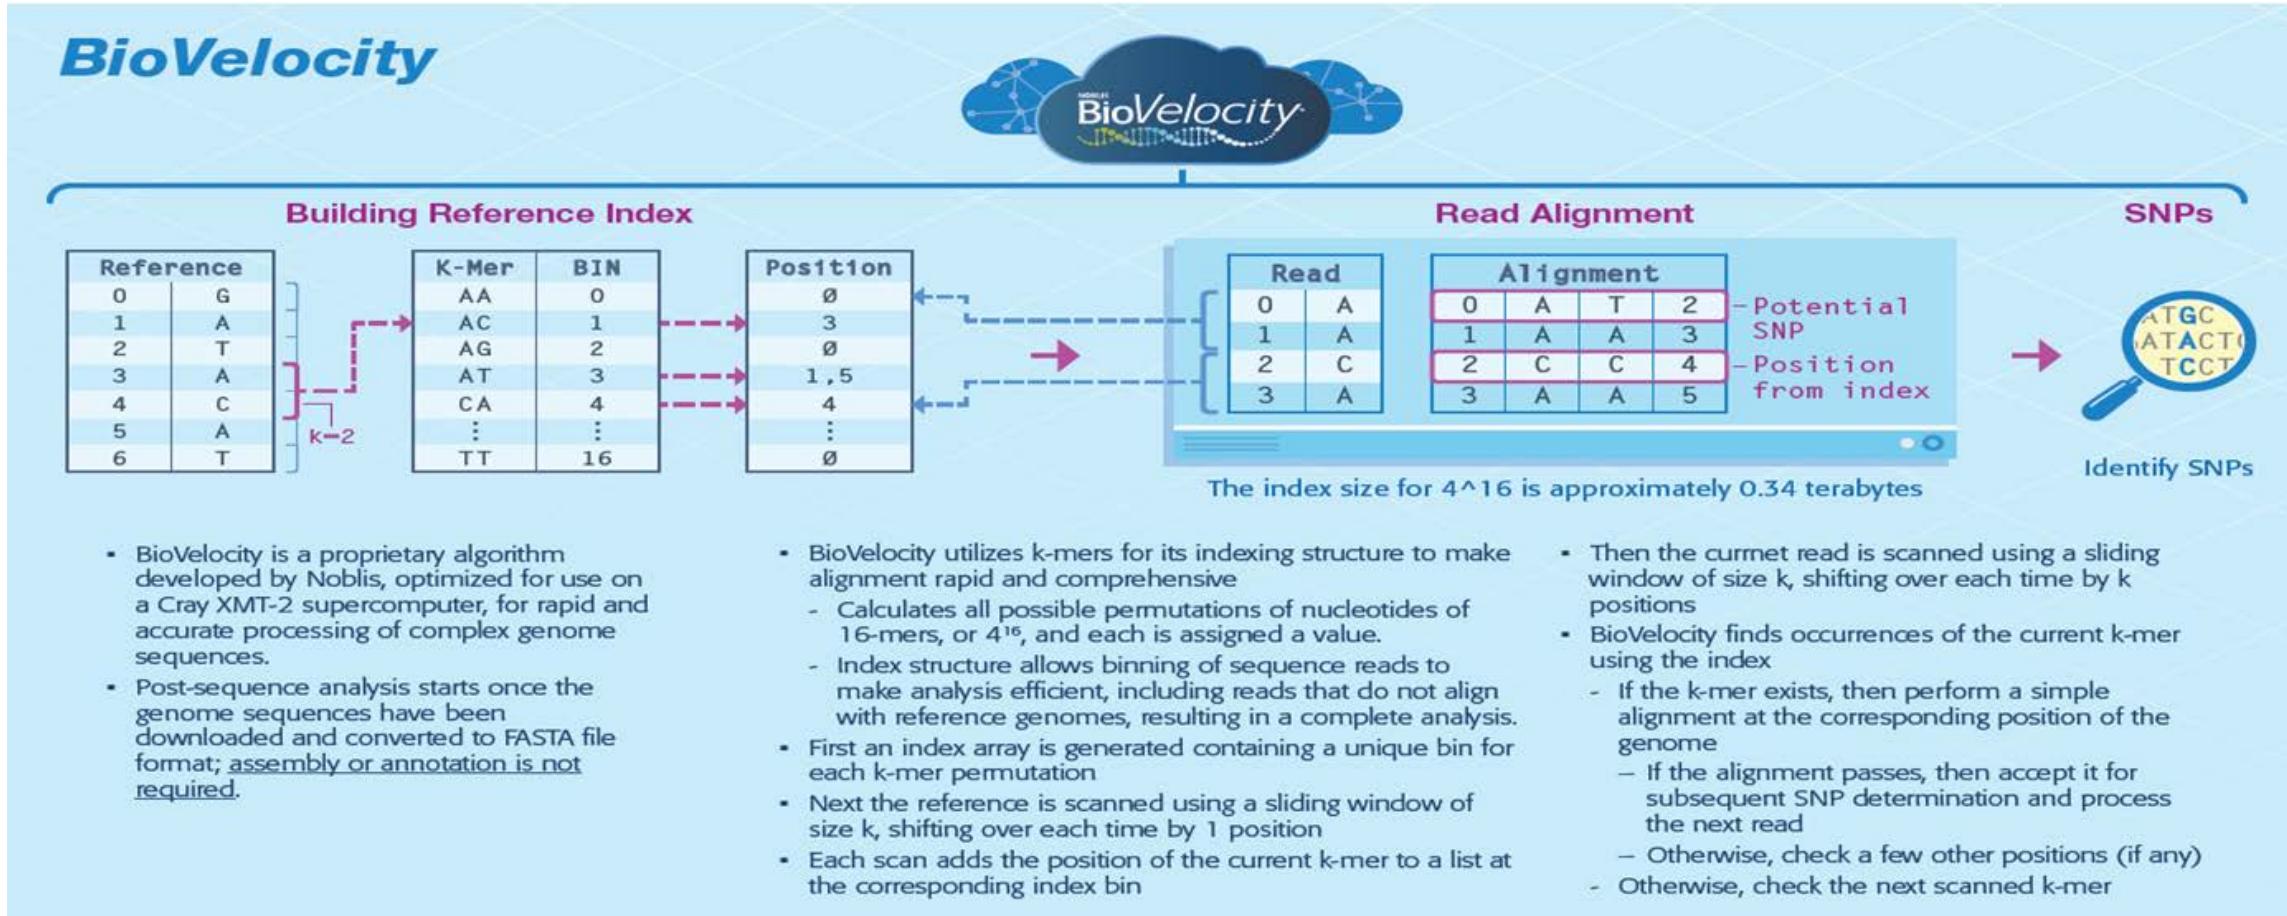 BioVelocity
NOBLIS
BioVelocity
Building Reference Index
Read Alignment
SNPs
Reference
0 G
1 A
2 T
3 A
4 C
5 A
6 T
k-2
K-Mer BIN
AA 0
AC 1
AG 2
AT 3
CA 4
⋮ ⋮
TT 16
Position
Ø
3
Ø
1,5
4
⋮
Ø
Read
0 A
1 A
2 C
3 A
Alignment
0 A T 2
1 A A 3
2 C C 4
3 A A 5
-Potential
SNP
-Position
from index
The index size for 4^16 is approximately 0.34 terabytes
ATGC
ATACT
TCCT
Identify SNPs
• BioVelocity is a proprietary algorithm
developed by Noblis, optimized for use on
a Cray XMT-2 supercomputer, for rapid and
accurate processing of complex genome
sequences.
• Post-sequence analysis starts once the
genome sequences have been
downloaded and converted to FASTA file
format; assembly or annotation is not
required.
• BioVelocity utilizes k-mers for its indexing structure to make
alignment rapid and comprehensive
- Calculates all possible permutations of nucleotides of
16-mers, or 4¹⁶, and each is assigned a value.
- Index structure allows binning of sequence reads to
make analysis efficient, including reads that do not align
with reference genomes, resulting in a complete analysis.
• First an index array is generated containing a unique bin for
each k-mer permutation
• Next the reference is scanned using a sliding window of
size k, shifting over each time by 1 position
• Each scan adds the position of the current k-mer to a list at
the corresponding index bin
• Then the currnet read is scanned using a sliding
window of size k, shifting over each time by k
positions
• BioVelocity finds occurrences of the current k-mer
using the index
- If the k-mer exists, then perform a simple
alignment at the corresponding position of the
genome
– If the alignment passes, then accept it for
subsequent SNP determination and process
the next read
– Otherwise, check a few other positions (if any)
- Otherwise, check the next scanned k-mer